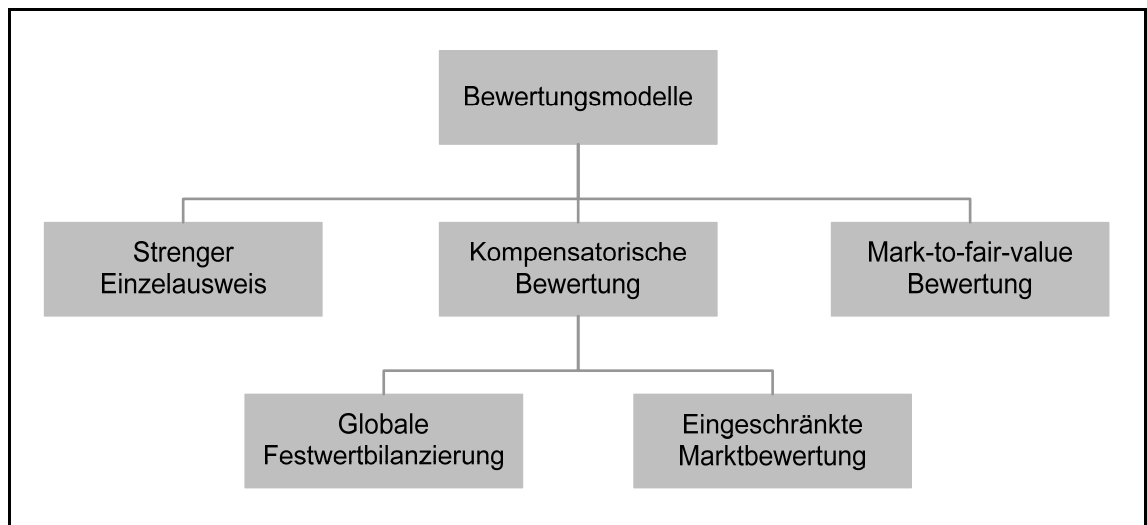 Bewertungsmodelle
Strenger
Einzelausweis
Kompensatorische
Bewertung
Mark-to-fair-value
Bewertung
Globale
Festwertbilanzierung
Eingeschränkte
Marktbewertung